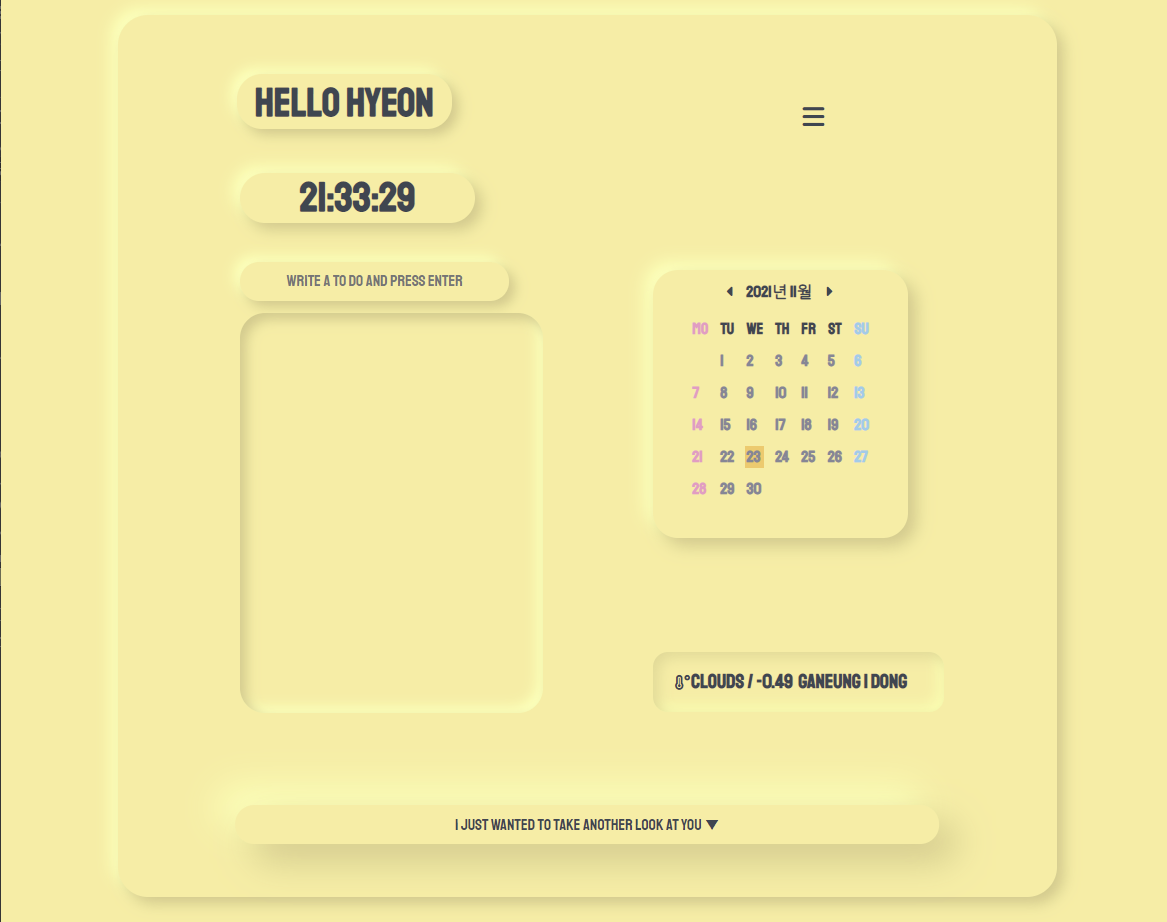 HELLO HYEON
21:33:29
WRITE A TO DO AND PRESS ENTER
2021년 11월
MO TU WE TH FR ST SU
1 2 3 4 5 6
7 8 9 10 11 12 13
14 15 16 17 18 19 20
21 22 23 24 25 26 27
28 29 30
°CLOUDS / -0.49 GANEUNG 1 DONG
I JUST WANTED TO TAKE ANOTHER LOOK AT YOU ▼